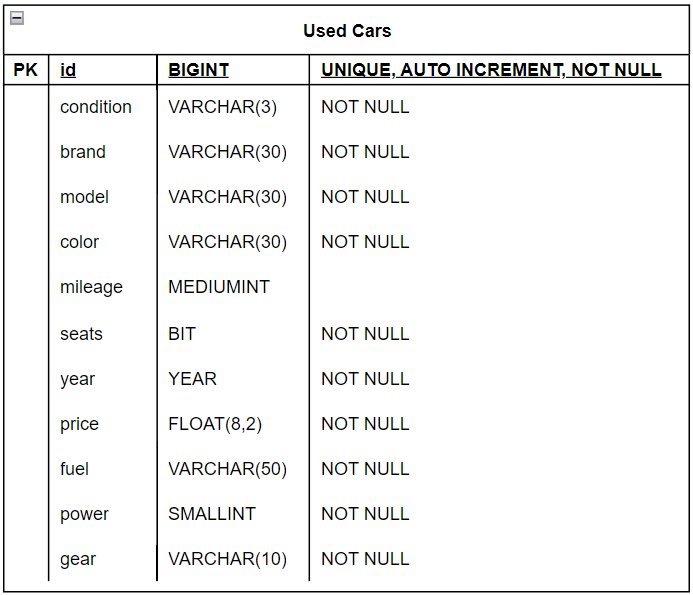 Used Cars
PK id BIGINT UNIQUE, AUTO INCREMENT, NOT NULL
condition VARCHAR(3) NOT NULL
brand VARCHAR(30) NOT NULL
model VARCHAR(30) NOT NULL
color VARCHAR(30) NOT NULL
mileage MEDIUMINT
seats BIT NOT NULL
year YEAR NOT NULL
price FLOAT(8,2) NOT NULL
fuel VARCHAR(50) NOT NULL
power SMALLINT NOT NULL
gear VARCHAR(10) NOT NULL